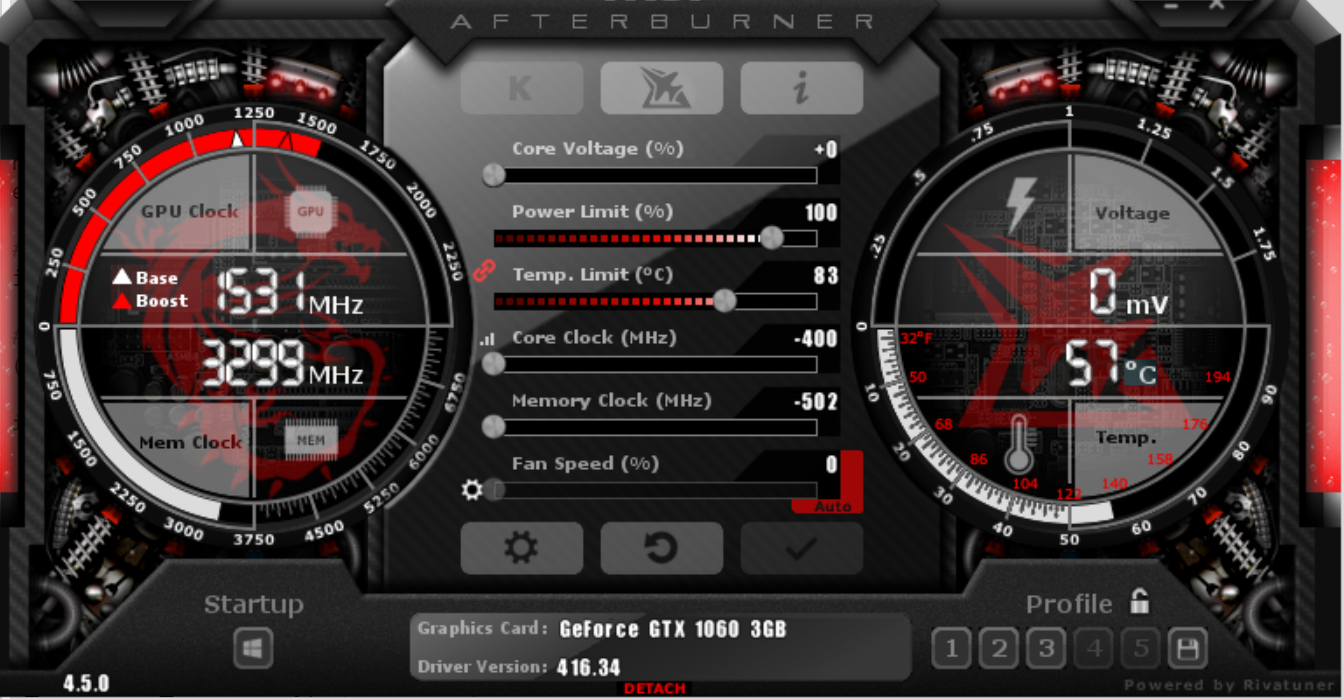 AFTERBURNER
K
i
0
250
500
750
1000
1250
1500
1750
2000
2250
GPU Clock
GPU
Base
Boost
1531 MHz
3299 MHz
Mem Clock
MEM
750
1500
2250
3000
3750
4500
5250
6000
6750
Core Voltage (%) +0
Power Limit (%) 100
Temp. Limit (°C) 83
Core Clock (MHz) -400
Memory Clock (MHz) -502
Fan Speed (%) 0
Auto
0
.25
.5
.75
1
1.25
1.5
1.75
Voltage
0 mV
57 °C
Temp.
32°F
50
68
86
104
122
140
158
176
194
10
20
30
40
50
60
70
80
90
Startup
4.5.0
Graphics Card: GeForce GTX 1060 3GB
Driver Version: 416.34
DETACH
Profile
1 2 3 4 5
Powered by Rivatuner